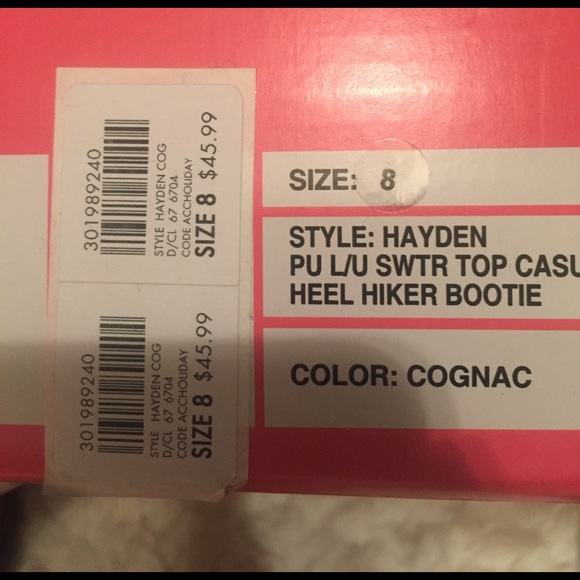 301989240
STYLE HAYDEN COG
D/CL 67 6704
CODE ACCHOLIDAY
SIZE 8 $45.99
301989240
STYLE HAYDEN COG
D/CL 67 6704
CODE ACCHOLIDAY
SIZE 8 $45.99
SIZE: 8
STYLE: HAYDEN
PU L/U SWTR TOP CASU
HEEL HIKER BOOTIE
COLOR: COGNAC